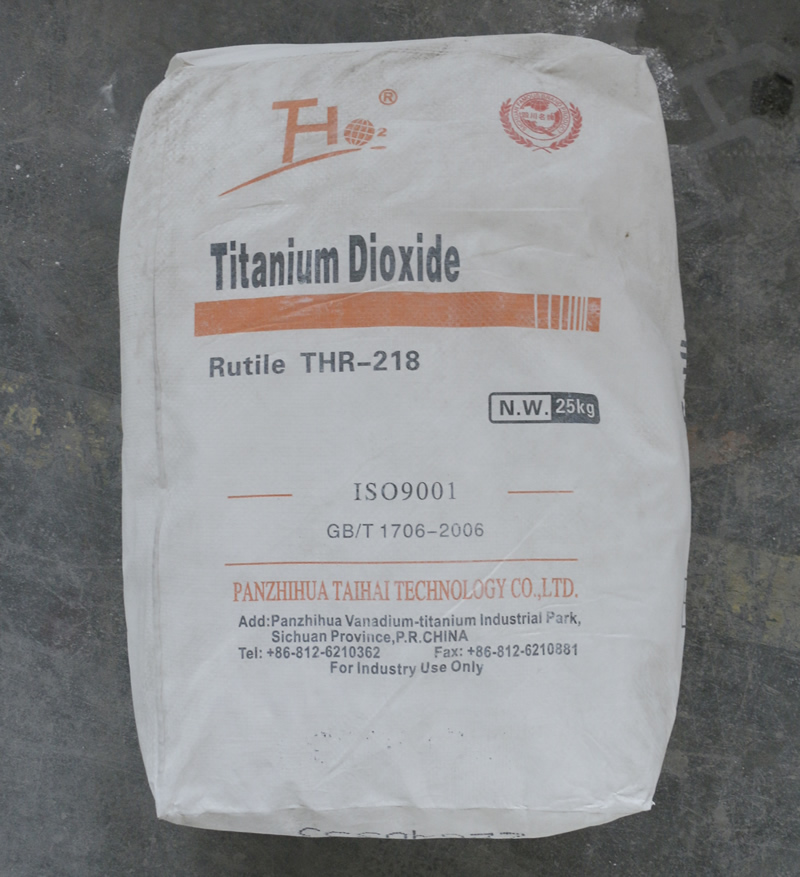 TH 2 ®
Titanium Dioxide
Rutile THR-218
N.W. 25kg
ISO9001
GB/T 1706-2006
PANZHIHUA TAIHAI TECHNOLOGY CO.,LTD.
Add:Panzhihua Vanadium-titanium Industrial Park,
Sichuan Province,P.R.CHINA
Tel: +86-812-6210362 Fax: +86-812-6210881
For Industry Use Only